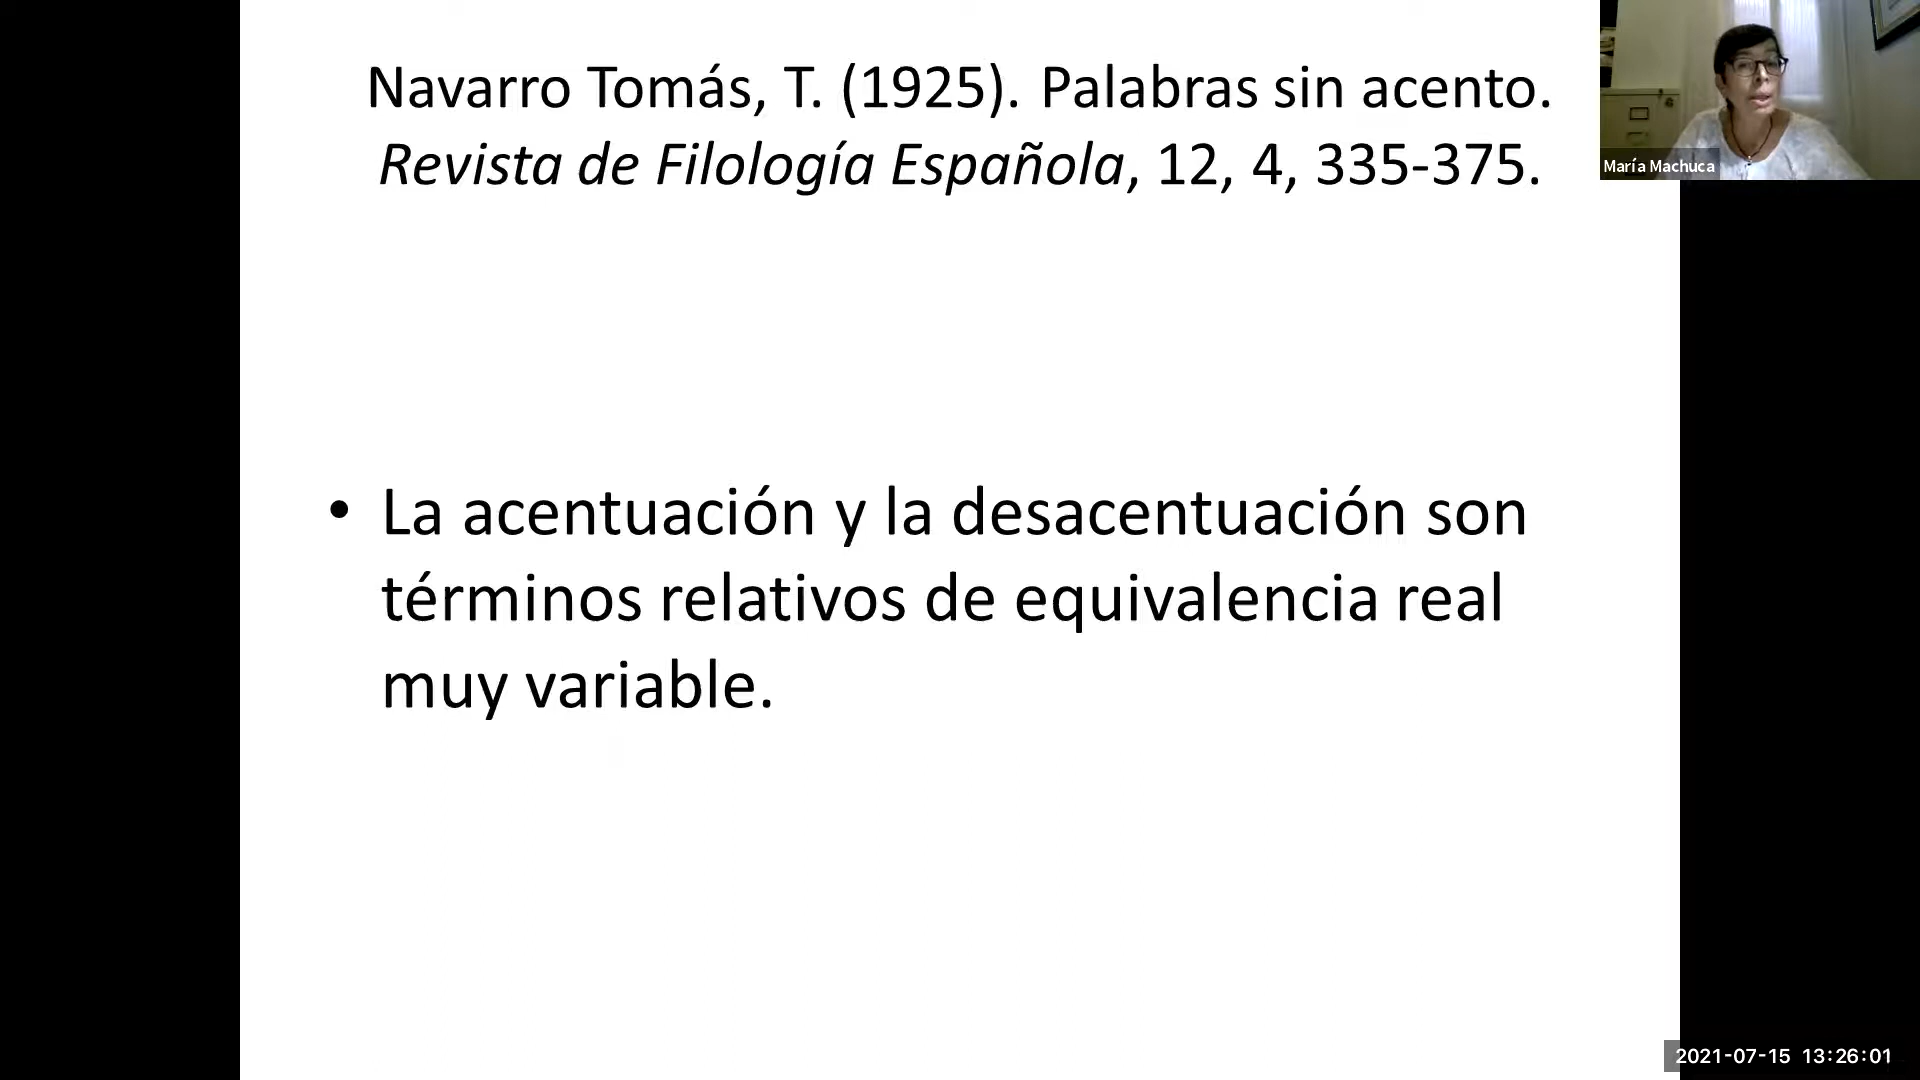 Navarro Tomás, T. (1925). Palabras sin acento.
Revista de Filología Española, 12, 4, 335-375.
María Machuca
• La acentuación y la desacentuación son
términos relativos de equivalencia real
muy variable.
2021-07-15 13:26:01